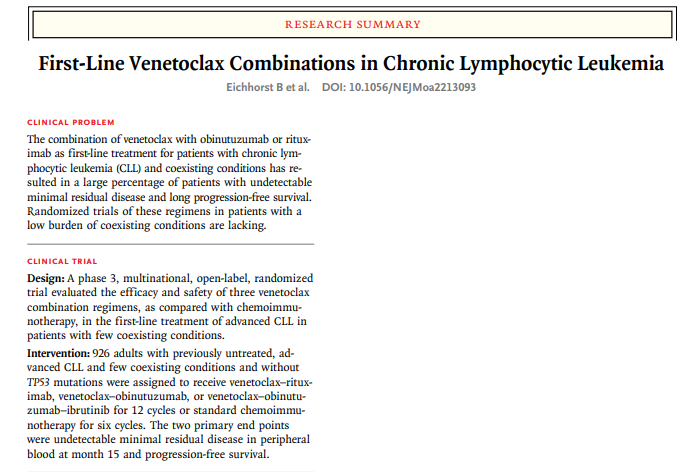 RESEARCH SUMMARY
First-Line Venetoclax Combinations in Chronic Lymphocytic Leukemia
Eichhorst B et al. DOI: 10.1056/NEJMoa2213093
CLINICAL PROBLEM
The combination of venetoclax with obinutuzumab or ritux-
imab as first-line treatment for patients with chronic lym-
phocytic leukemia (CLL) and coexisting conditions has re-
sulted in a large percentage of patients with undetectable
minimal residual disease and long progression-free survival.
Randomized trials of these regimens in patients with a
low burden of coexisting conditions are lacking.
CLINICAL TRIAL
Design: A phase 3, multinational, open-label, randomized
trial evaluated the efficacy and safety of three venetoclax
combination regimens, as compared with chemoimmu-
notherapy, in the first-line treatment of advanced CLL in
patients with few coexisting conditions.
Intervention: 926 adults with previously untreated, ad-
vanced CLL and few coexisting conditions and without
TP53 mutations were assigned to receive venetoclax–ritux-
imab, venetoclax–obinutuzumab, or venetoclax–obinutu-
zumab–ibrutinib for 12 cycles or standard chemoimmu-
notherapy for six cycles. The two primary end points
were undetectable minimal residual disease in peripheral
blood at month 15 and progression-free survival.